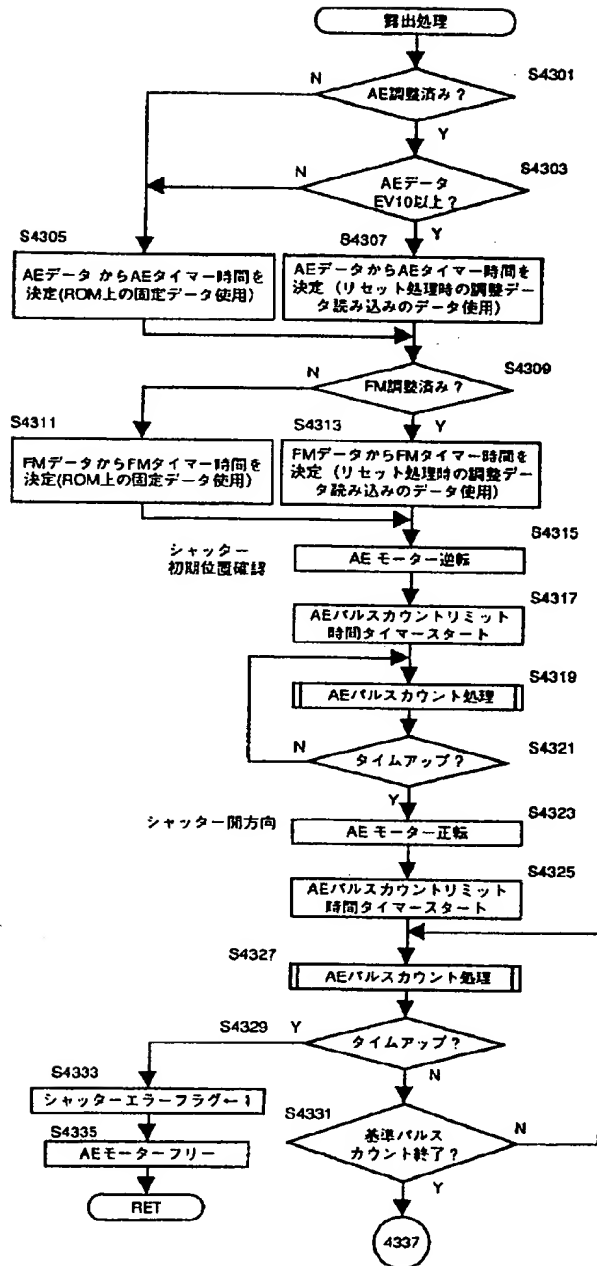 露出処理
S4301
AE調整済み？
N
Y
S4303
AEデータ
EV10以上？
N
Y
S4305
AEデータ からAEタイマー時間を
決定(ROM上の固定データ使用)
S4307
AEデータからAEタイマー時間を
決定（リセット処理時の調整デー
タ読み込みのデータ使用）
S4309
FM調整済み？
N
Y
S4311
FMデータ からFMタイマー時間を
決定(ROM上の固定データ使用)
S4313
FMデータからFMタイマー時間を
決定（リセット処理時の調整デー
タ読み込みのデータ使用）
シャッター
初期位置確認
S4315
AE モーター逆転
S4317
AEパルスカウントリミット
時間タイマースタート
S4319
AEパルスカウント処理
S4321
タイムアップ？
N
Y
シャッター開方向
S4323
AE モーター正転
S4325
AEパルスカウントリミット
時間タイマースタート
S4327
AEパルスカウント処理
S4329
タイムアップ？
Y
N
S4333
シャッターエラーフラグ←1
S4335
AEモーターフリー
RET
S4331
基準パルス
カウント終了？
N
Y
4337